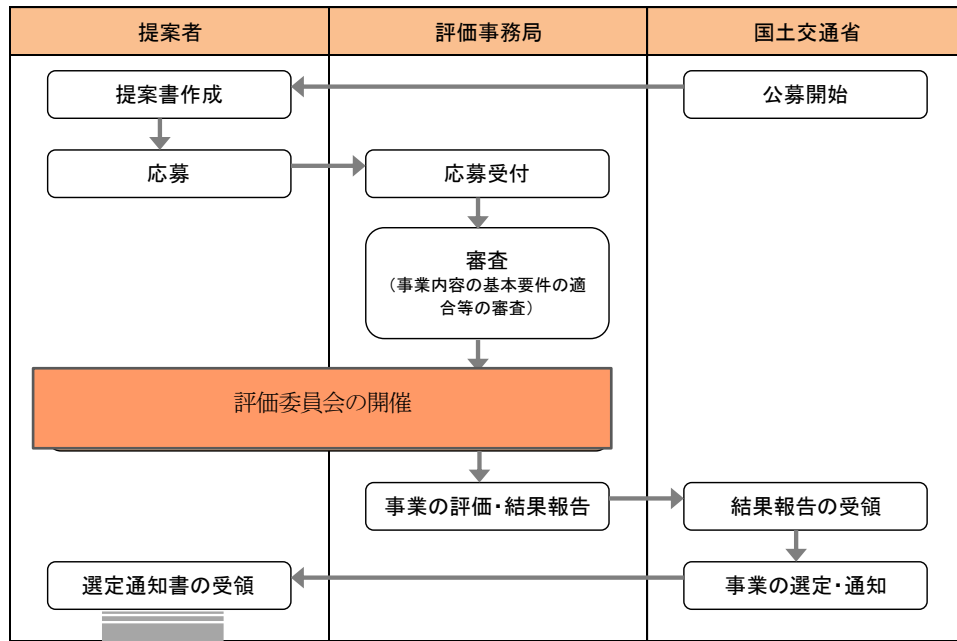 提案者
評価事務局
国土交通省
提案書作成
公募開始
応募
応募受付
審査
（事業内容の基本要件の適
合等の審査）
評価委員会の開催
事業の評価・結果報告
結果報告の受領
選定通知書の受領
事業の選定・通知